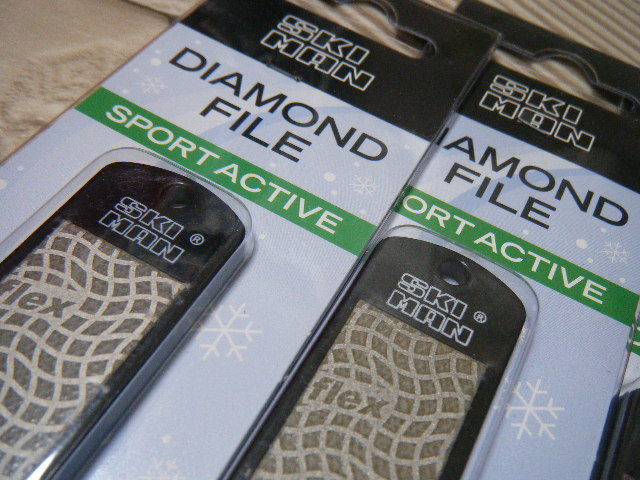 SKI
MAN
DIAMOND
FILE
SPORT ACTIVE
SKI
MAN ®
flex
SKI
MAN
AMOND
FILE
ORT ACTIVE
SKI
MAN ®
flex